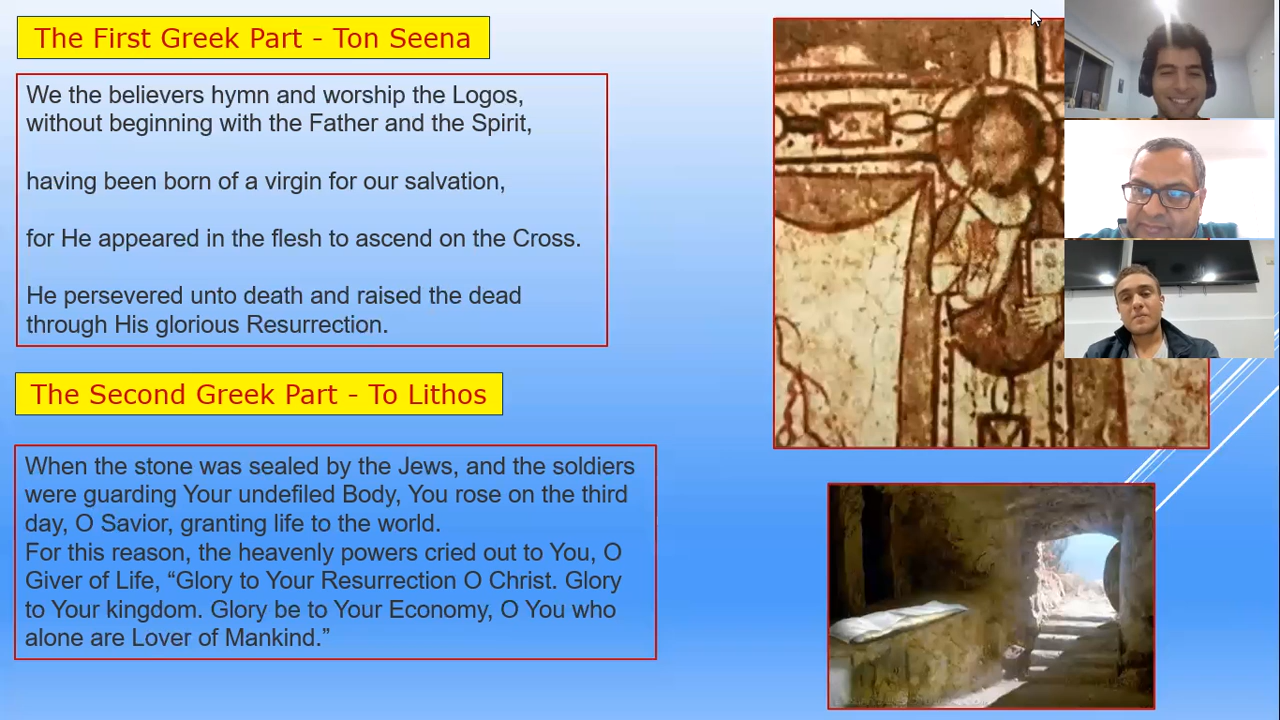 The First Greek Part - Ton Seena
We the believers hymn and worship the Logos,
without beginning with the Father and the Spirit,
having been born of a virgin for our salvation,
for He appeared in the flesh to ascend on the Cross.
He persevered unto death and raised the dead
through His glorious Resurrection.
The Second Greek Part - To Lithos
When the stone was sealed by the Jews, and the soldiers
were guarding Your undefiled Body, You rose on the third
day, O Savior, granting life to the world.
For this reason, the heavenly powers cried out to You, O
Giver of Life, “Glory to Your Resurrection O Christ. Glory
to Your kingdom. Glory be to Your Economy, O You who
alone are Lover of Mankind.”